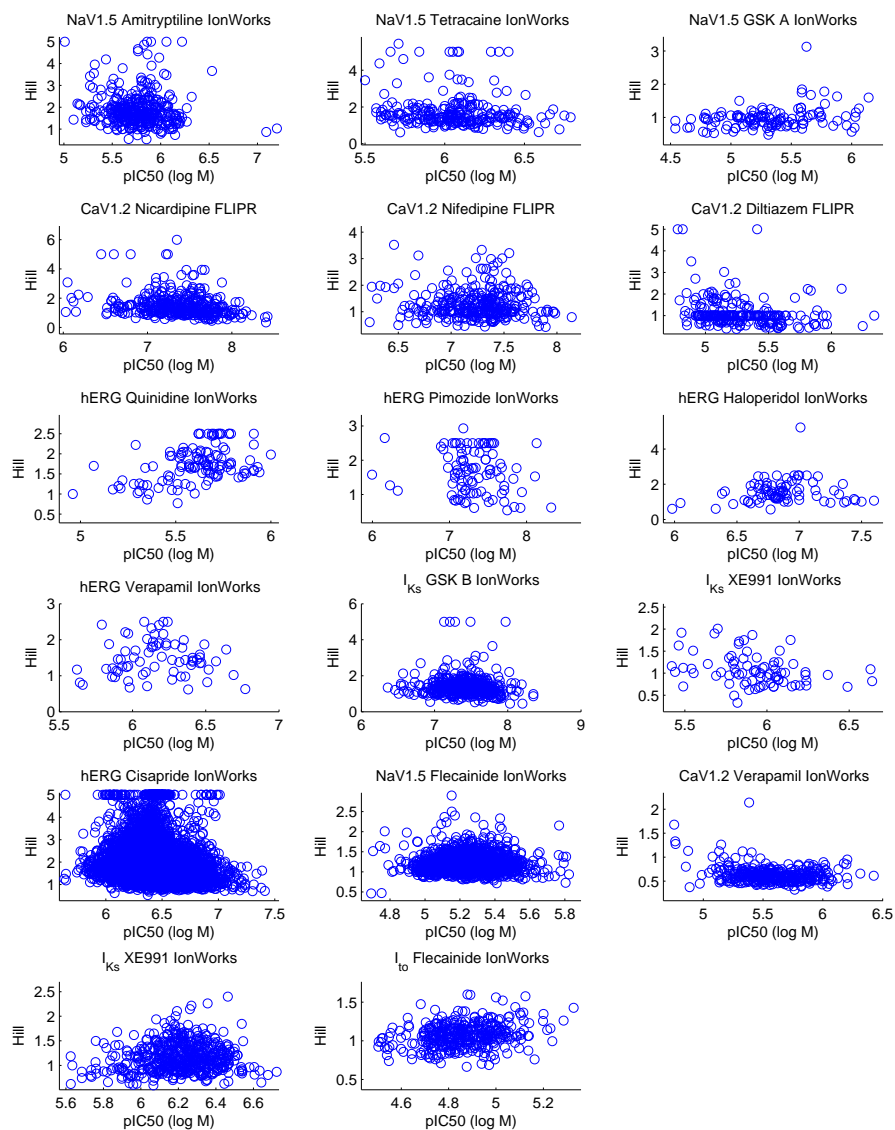 NaV1.5 Amitryptiline IonWorks
5
4
3
2
1
Hill
5 5.5 6 6.5 7
pIC50 (log M)
NaV1.5 Tetracaine IonWorks
4
2
0
Hill
5.5 6 6.5
pIC50 (log M)
NaV1.5 GSK A IonWorks
3
2
1
Hill
4.5 5 5.5 6
pIC50 (log M)
CaV1.2 Nicardipine FLIPR
6
4
2
0
Hill
6 7 8
pIC50 (log M)
CaV1.2 Nifedipine FLIPR
4
3
2
1
Hill
6.5 7 7.5 8
pIC50 (log M)
CaV1.2 Diltiazem FLIPR
5
4
3
2
1
Hill
5 5.5 6
pIC50 (log M)
hERG Quinidine IonWorks
2.5
2
1.5
1
0.5
Hill
5 5.5 6
pIC50 (log M)
hERG Pimozide IonWorks
3
2
1
Hill
6 7 8
pIC50 (log M)
hERG Haloperidol IonWorks
4
2
0
Hill
6 6.5 7 7.5
pIC50 (log M)
hERG Verapamil IonWorks
3
2
1
0
Hill
5.5 6 6.5 7
pIC50 (log M)
I_Ks GSK B IonWorks
6
4
2
0
Hill
6 7 8 9
pIC50 (log M)
I_Ks XE991 IonWorks
2.5
2
1.5
1
0.5
Hill
5.5 6 6.5
pIC50 (log M)
hERG Cisapride IonWorks
5
4
3
2
1
Hill
6 6.5 7 7.5
pIC50 (log M)
NaV1.5 Flecainide IonWorks
2.5
2
1.5
1
0.5
Hill
4.8 5 5.2 5.4 5.6 5.8
pIC50 (log M)
CaV1.2 Verapamil IonWorks
2
1.5
1
0.5
Hill
5 5.5 6 6.5
pIC50 (log M)
I_Ks XE991 IonWorks
2.5
2
1.5
1
Hill
5.6 5.8 6 6.2 6.4 6.6
pIC50 (log M)
I_to Flecainide IonWorks
1.5
1
0.5
Hill
4.6 4.8 5 5.2
pIC50 (log M)